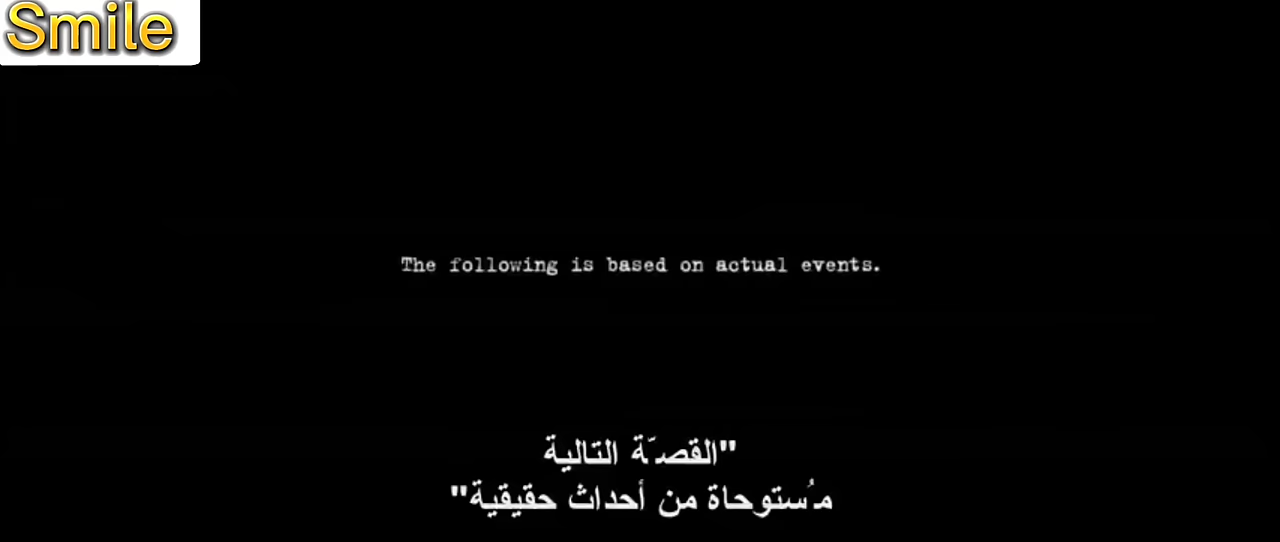 Smile
The following is based on actual events.
"القصّة التالية
مُستوحاة من أحداث حقيقية"